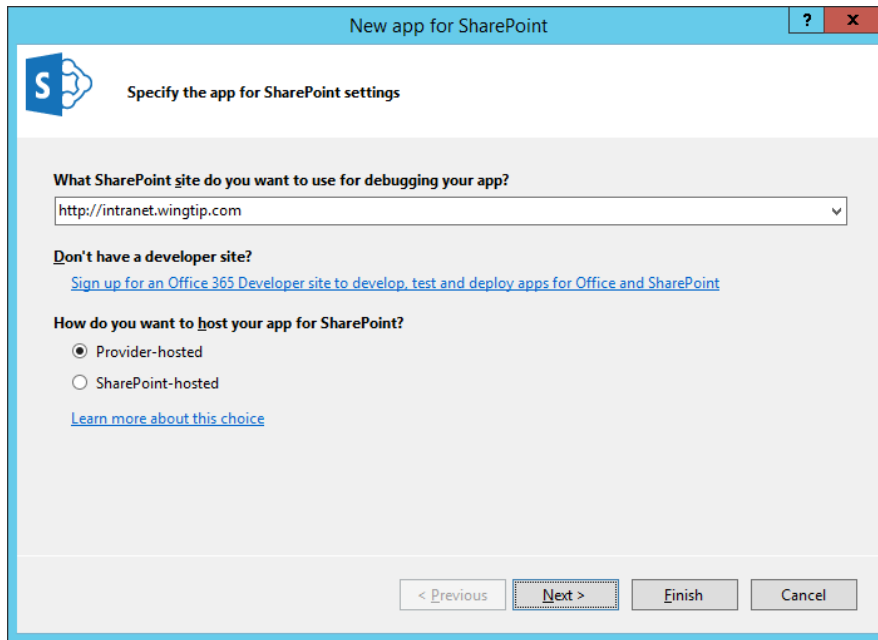 New app for SharePoint
? x
S
Specify the app for SharePoint settings
What SharePoint site do you want to use for debugging your app?
http://intranet.wingtip.com
Don't have a developer site?
Sign up for an Office 365 Developer site to develop, test and deploy apps for Office and SharePoint
How do you want to host your app for SharePoint?
Provider-hosted
SharePoint-hosted
Learn more about this choice
< Previous Next > Finish Cancel